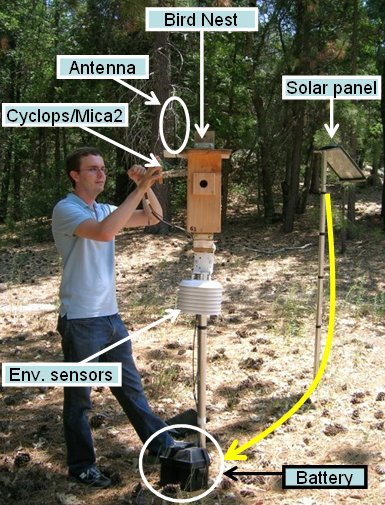 Bird Nest
Antenna
Solar panel
Cyclops/Mica2
Env. sensors
Battery